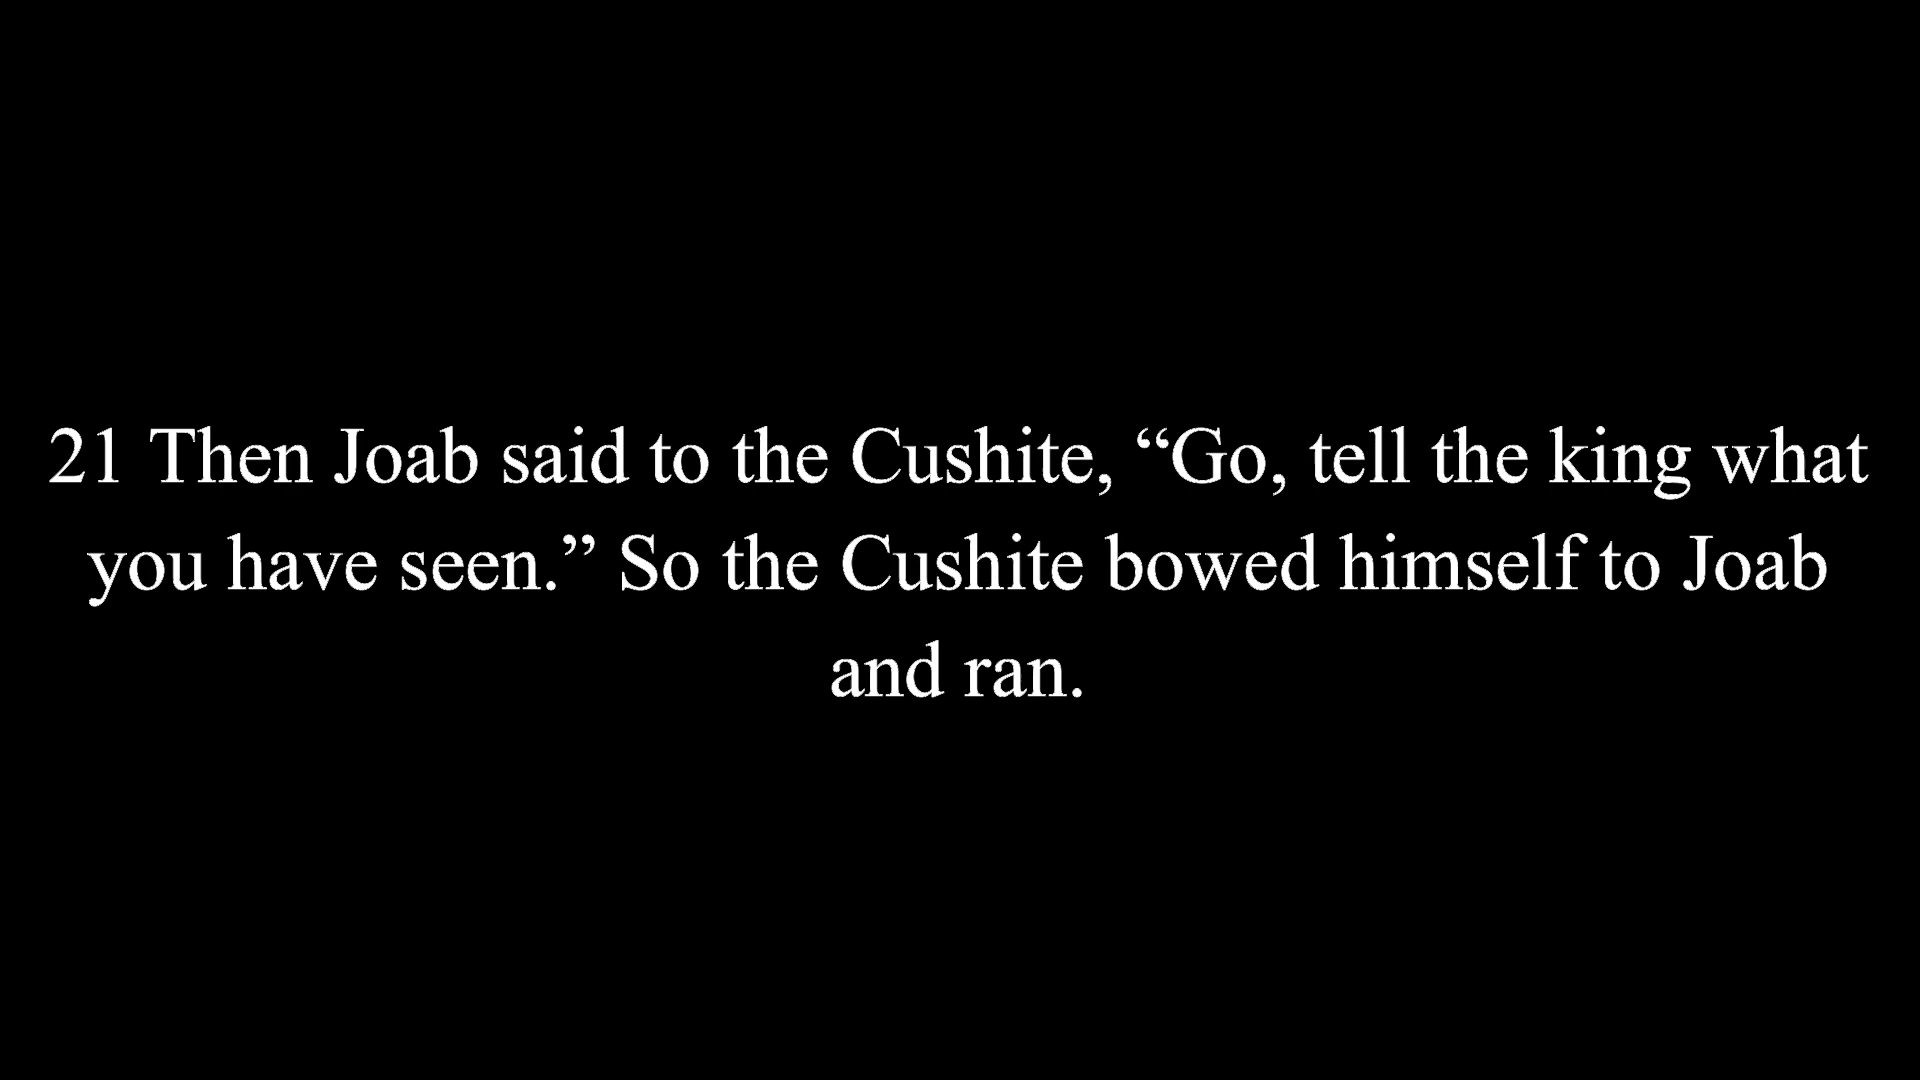 21 Then Joab said to the Cushite, “Go, tell the king what
you have seen.” So the Cushite bowed himself to Joab
and ran.